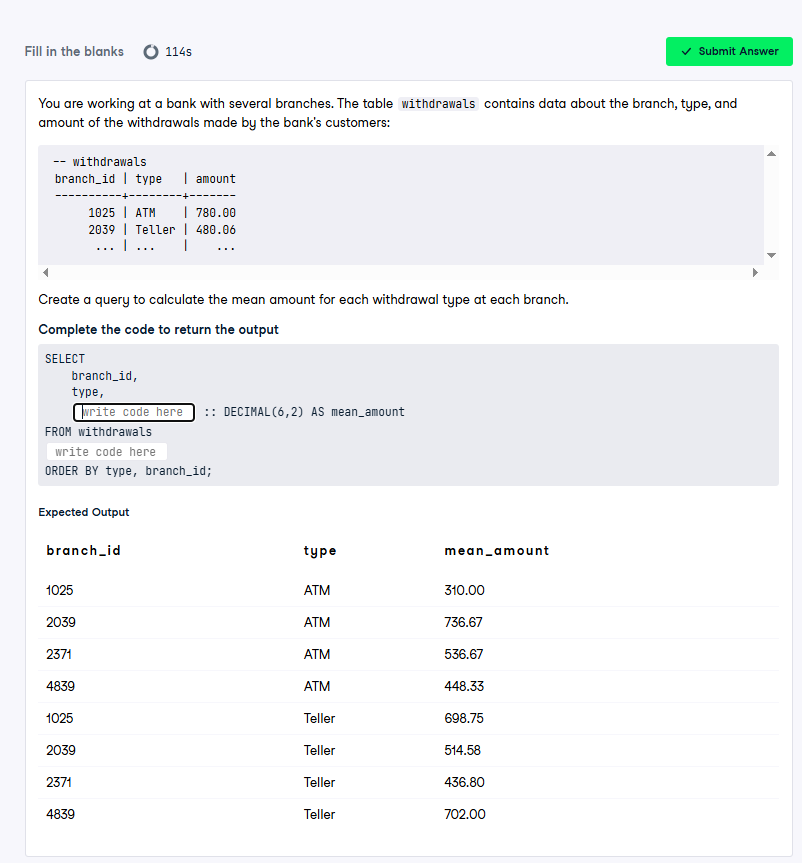 Fill in the blanks 114s Submit Answer
You are working at a bank with several branches. The table withdrawals contains data about the branch, type, and
amount of the withdrawals made by the bank's customers:
-- withdrawals
branch_id | type   | amount
----------+--------+-------
     1025 | ATM    | 780.00
     2039 | Teller | 480.06
      ... | ...    |    ...
Create a query to calculate the mean amount for each withdrawal type at each branch.
Complete the code to return the output
SELECT
    branch_id,
    type,
    write code here :: DECIMAL(6,2) AS mean_amount
FROM withdrawals
write code here
ORDER BY type, branch_id;
Expected Output
branch_id type mean_amount
1025 ATM 310.00
2039 ATM 736.67
2371 ATM 536.67
4839 ATM 448.33
1025 Teller 698.75
2039 Teller 514.58
2371 Teller 436.80
4839 Teller 702.00